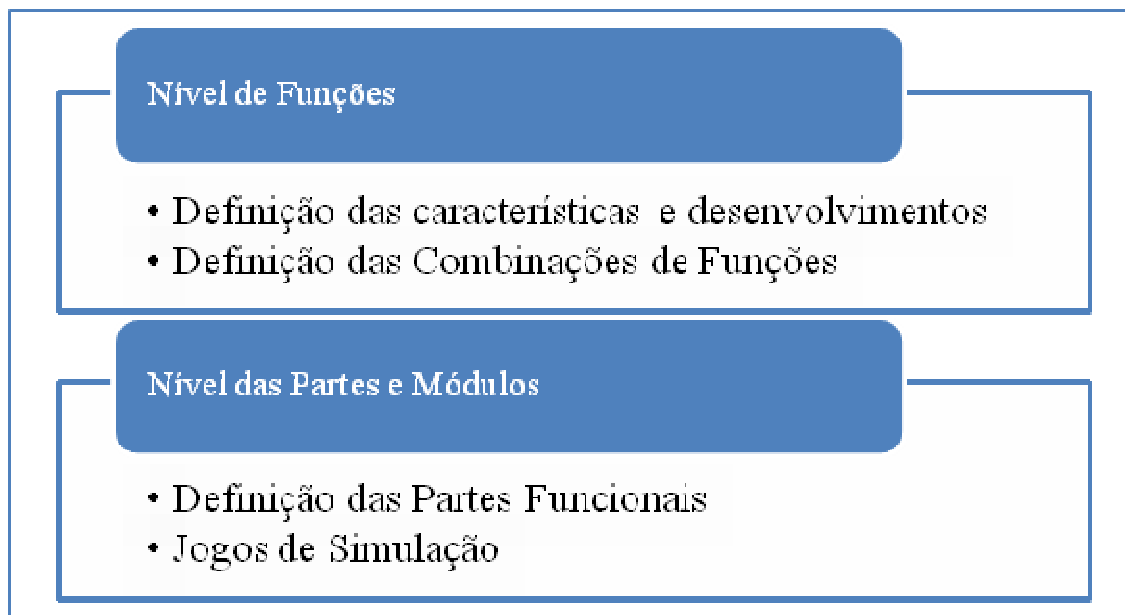 Nível de Funções
• Definição das características e desenvolvimentos
• Definição das Combinações de Funções
Nível das Partes e Módulos
• Definição das Partes Funcionais
• Jogos de Simulação